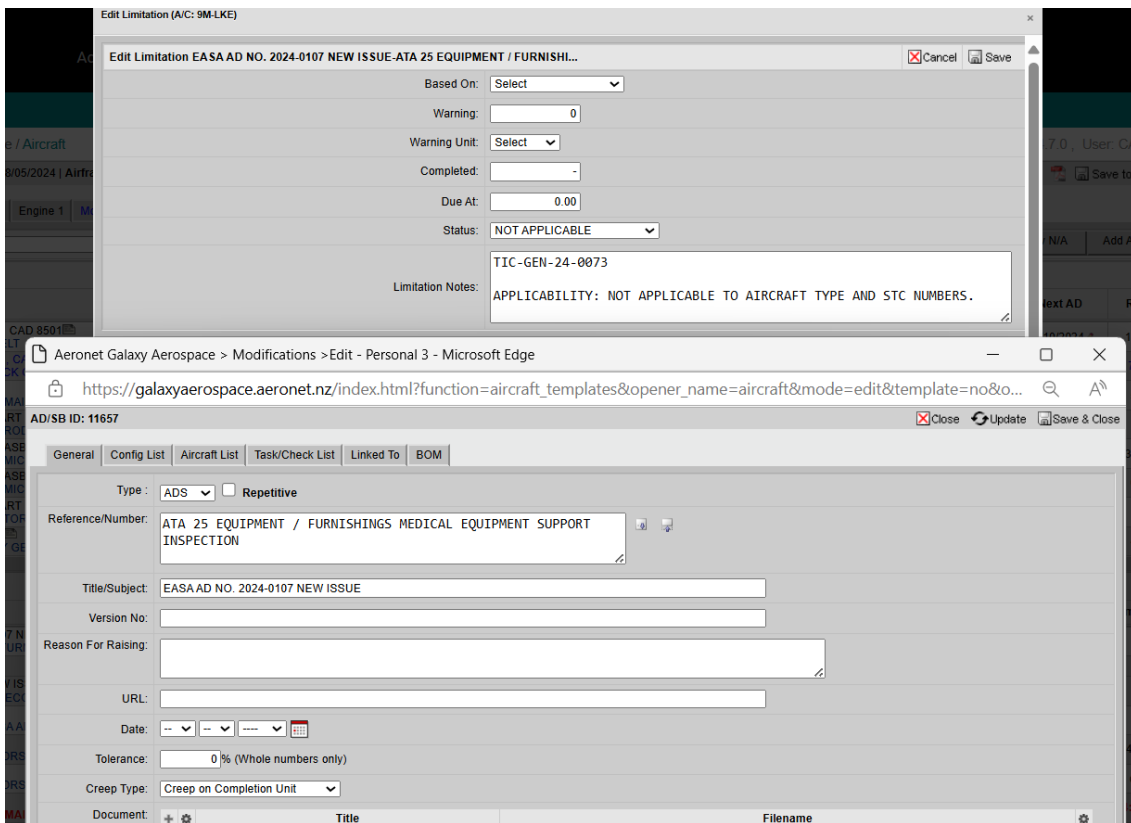 Edit Limitation (A/C: 9M-LKE)
Edit Limitation EASA AD NO. 2024-0107 NEW ISSUE-ATA 25 EQUIPMENT / FURNISHI... Cancel Save
Based On: Select
Warning: 0
Warning Unit: Select
Completed: -
Due At: 0.00
Status: NOT APPLICABLE
Limitation Notes: TIC-GEN-24-0073
APPLICABILITY: NOT APPLICABLE TO AIRCRAFT TYPE AND STC NUMBERS.
e / Aircraft
7.0 , User: C
8/05/2024 | Airfra
Save to
Engine 1
N/A Add A
Next AD
CAD 8501
Aeronet Galaxy Aerospace > Modifications >Edit - Personal 3 - Microsoft Edge
https://galaxyaerospace.aeronet.nz/index.html?function=aircraft_templates&opener_name=aircraft&mode=edit&template=no&o...
AD/SB ID: 11657 Close Update Save & Close
General Config List Aircraft List Task/Check List Linked To BOM
Type : ADS Repetitive
Reference/Number: ATA 25 EQUIPMENT / FURNISHINGS MEDICAL EQUIPMENT SUPPORT
INSPECTION
Title/Subject: EASA AD NO. 2024-0107 NEW ISSUE
Version No:
Reason For Raising:
URL:
Date: -- -- ----
Tolerance: 0 % (Whole numbers only)
Creep Type: Creep on Completion Unit
Document: Title Filename